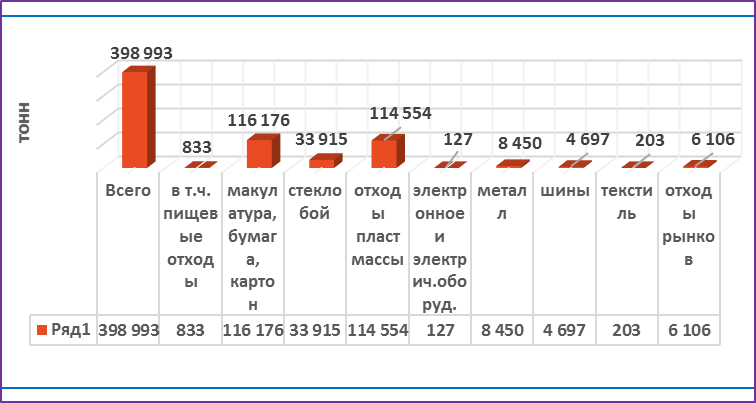 тонн
398 993
833
116 176
33 915
114 554
127
8 450
4 697
203
6 106
Всего
в т.ч.
пищев
ые
отход
ы
макул
атура,
бумаг
а,
картон
стекло
бой
отход
ы
пласт
массы
электр
онное и
электр
ич.обо
руд.
метал
л
шины
тексти
ль
отход
ы
рынко
в
Ряд1 398 993 833 116 176 33 915 114 554 127 8 450 4 697 203 6 106